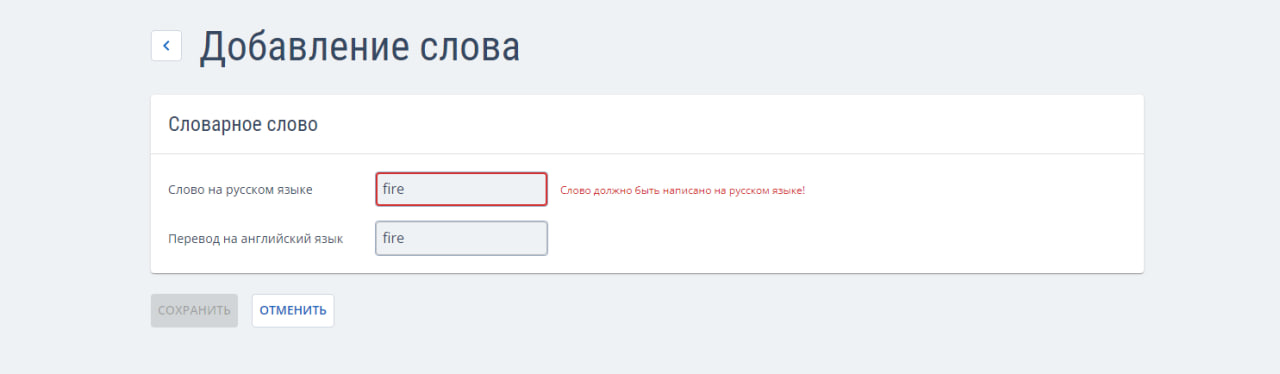 Добавление слова
Словарное слово
Слово на русском языке fire Слово должно быть написано на русском языке!
Перевод на английский язык fire
СОХРАНИТЬ ОТМЕНИТЬ